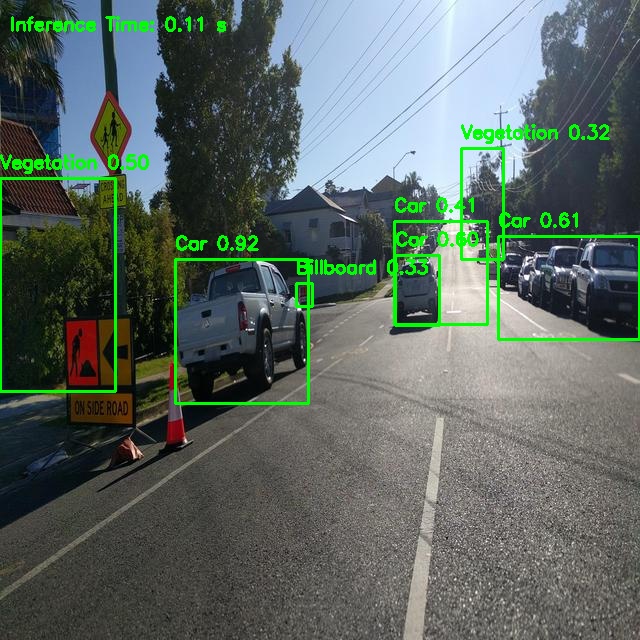 Inference Time: 0.11 s
Vegetation 0.32
Vegetation 0.50
Car 0.41
Car 0.61
Car 0.92
Car 0.60
Billboard 0.33
AHEAD
ON SIDE ROAD